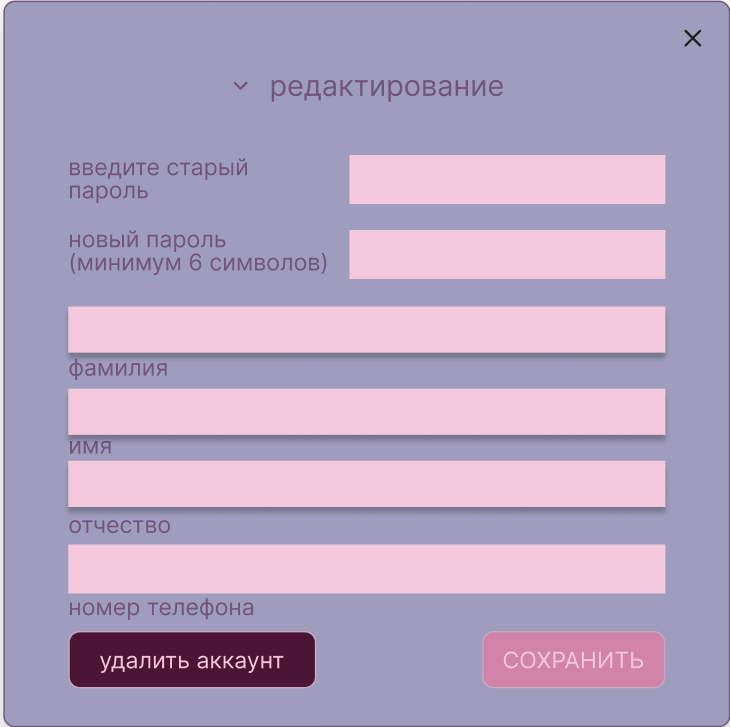 редактирование
введите старый
пароль
новый пароль
(минимум 6 символов)
фамилия
имя
отчество
номер телефона
удалить аккаунт
СОХРАНИТЬ